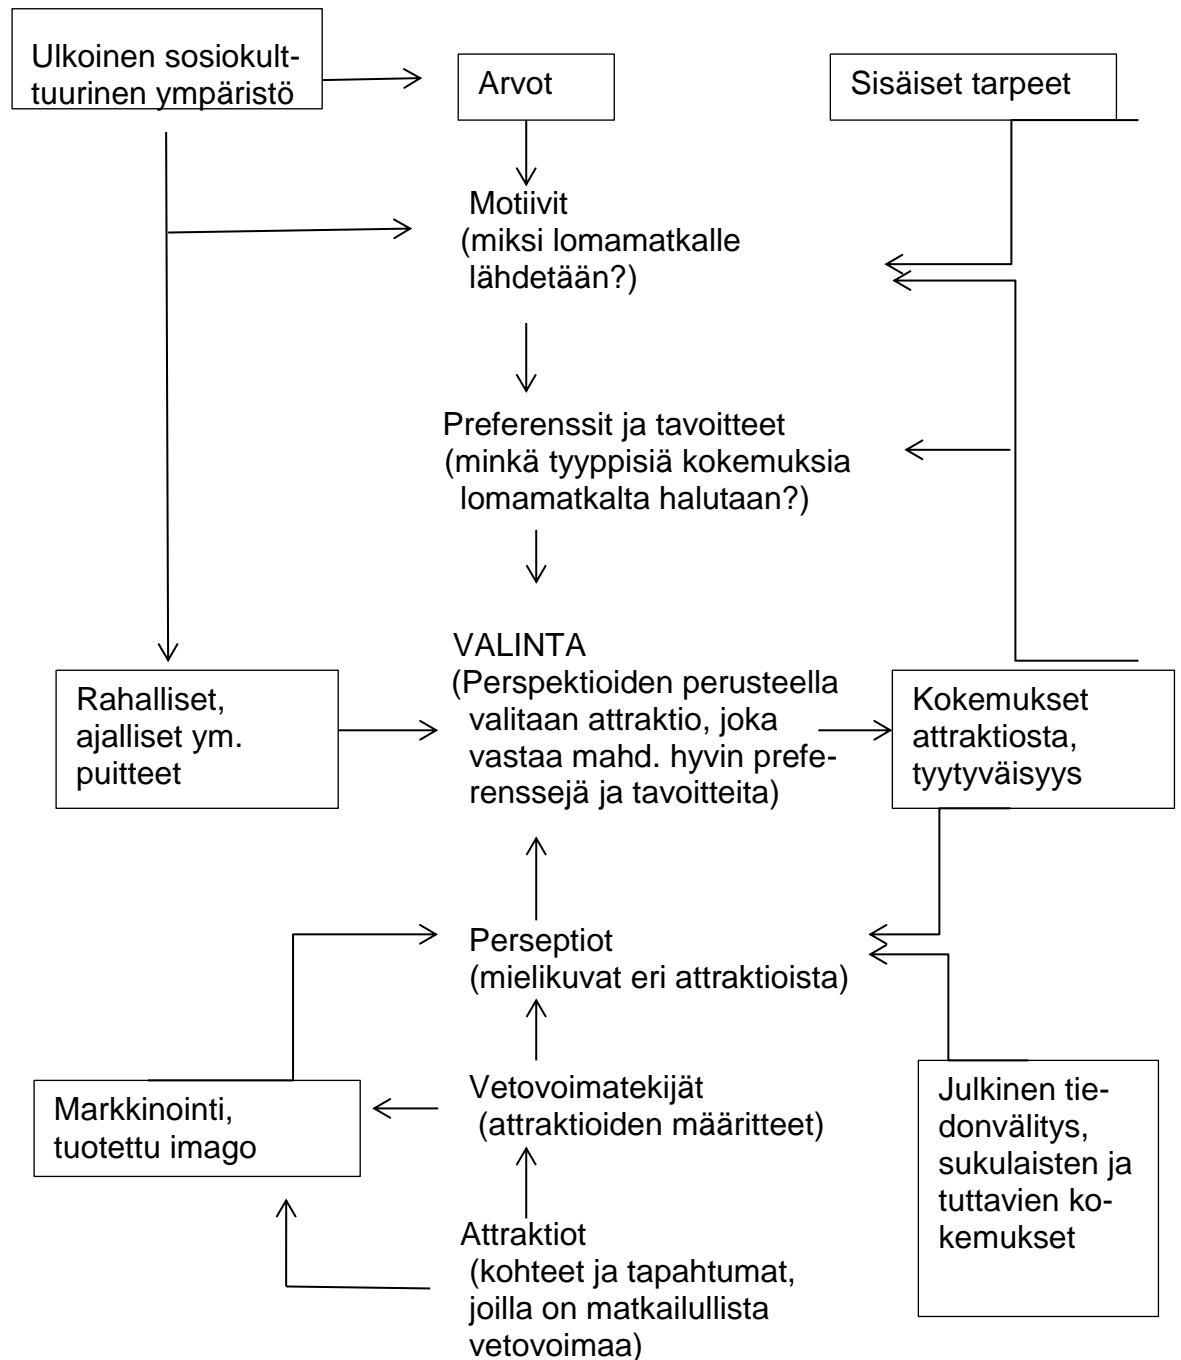 Ulkoinen sosiokult-
tuurinen ympäristö
Arvot
Sisäiset tarpeet
Motiivit
(miksi lomamatkalle
lähdetään?)
Preferenssit ja tavoitteet
(minkä tyyppisiä kokemuksia
lomamatkalta halutaan?)
Rahalliset,
ajalliset ym.
puitteet
VALINTA
(Perspektioiden perusteella
valitaan attraktio, joka
vastaa mahd. hyvin prefe-
renssejä ja tavoitteita)
Kokemukset
attraktiosta,
tyytyväisyys
Perseptiot
(mielikuvat eri attraktioista)
Markkinointi,
tuotettu imago
Vetovoimatekijät
(attraktioiden määritteet)
Julkinen tie-
donvälitys,
sukulaisten ja
tuttavien ko-
kemukset
Attraktiot
(kohteet ja tapahtumat,
joilla on matkailullista
vetovoimaa)